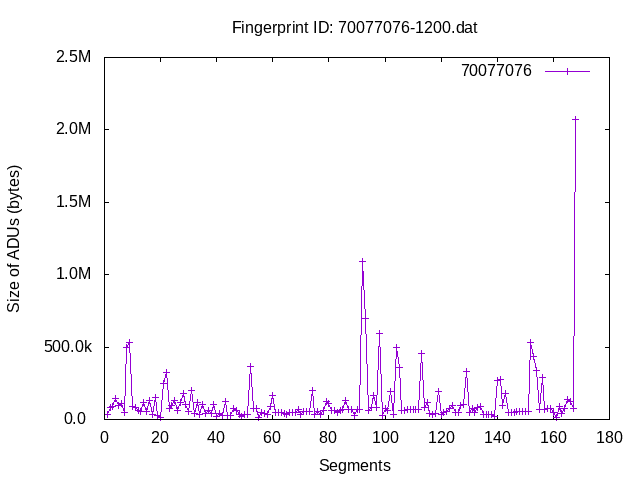 Fingerprint ID: 70077076-1200.dat
70077076
2.5M
2.0M
1.5M
1.0M
500.0k
0.0
Size of ADUs (bytes)
0 20 40 60 80 100 120 140 160 180
Segments